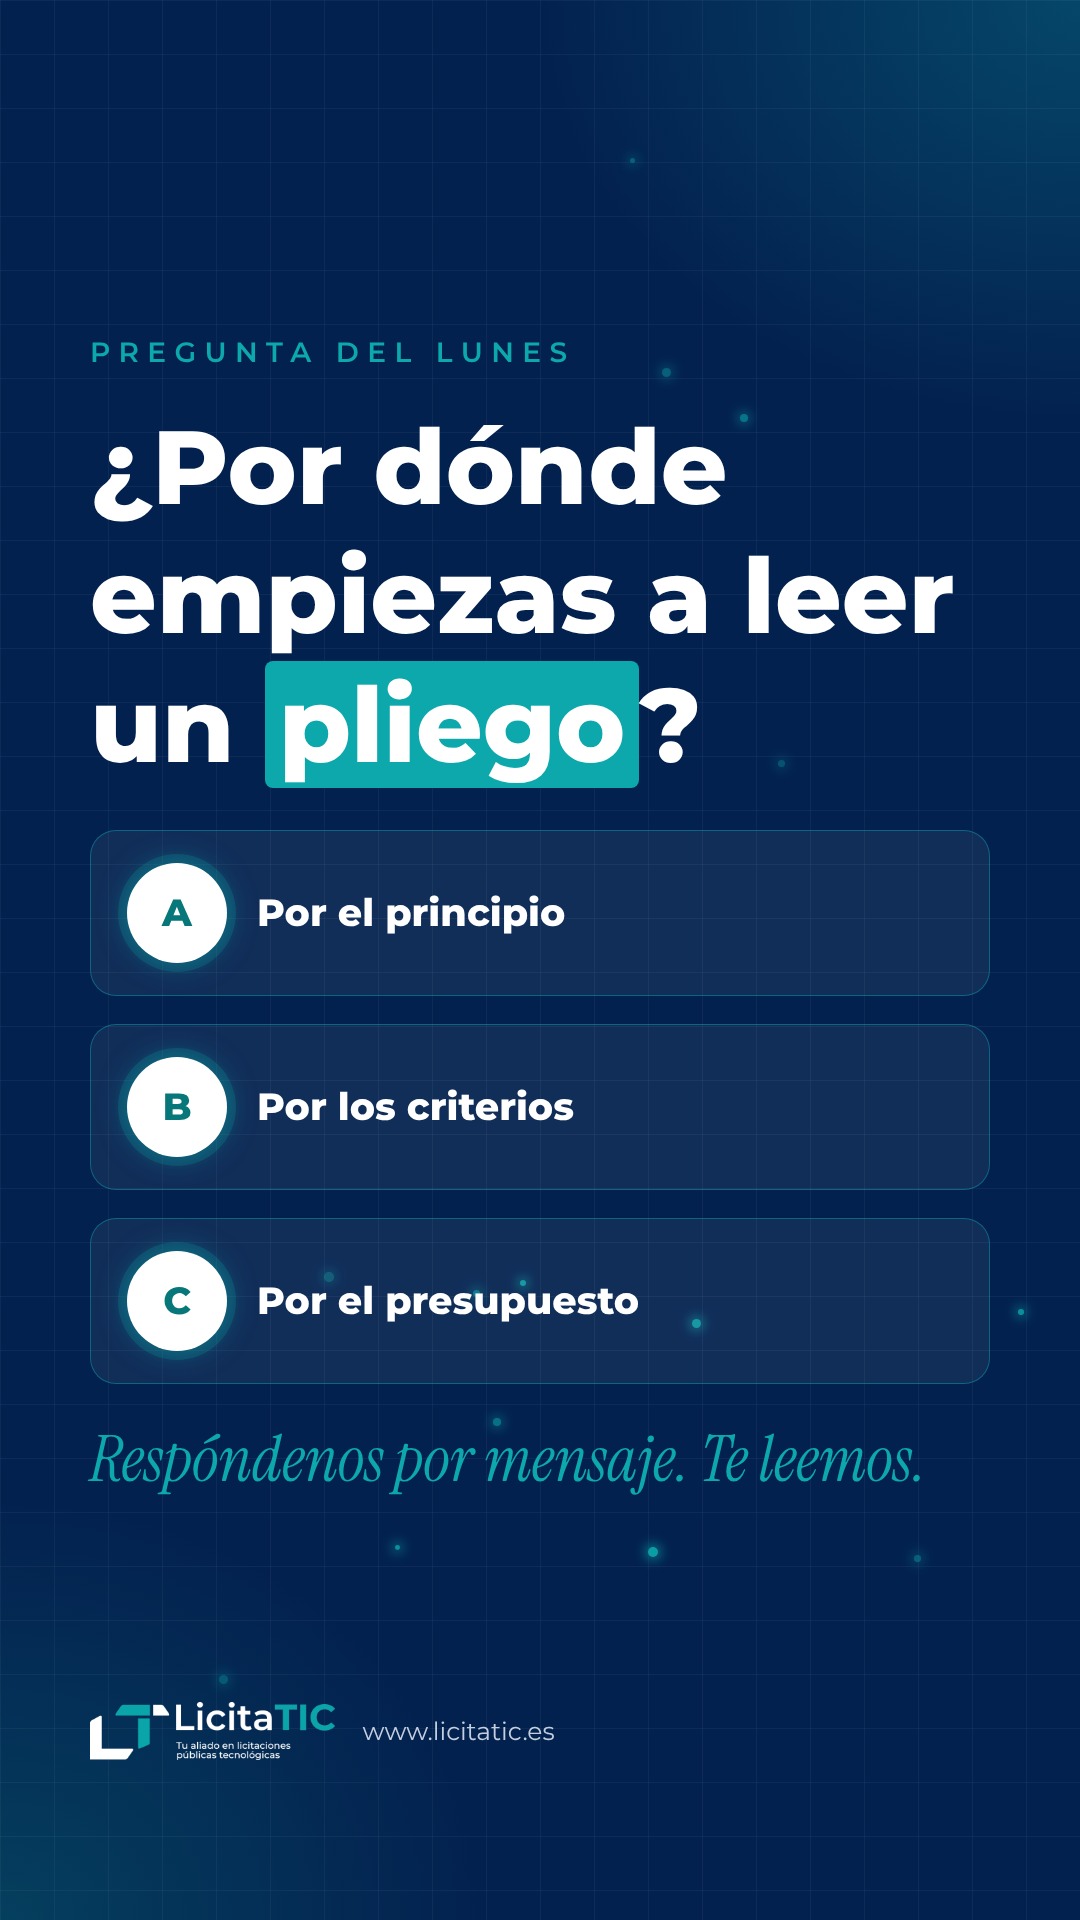 PREGUNTA DEL LUNES
¿Por dónde
empiezas a leer
un pliego?
A Por el principio
B Por los criterios
C Por el presupuesto
Respóndenos por mensaje. Te leemos.
LicitaTIC
Tu aliado en licitaciones
públicas tecnológicas
www.licitatic.es